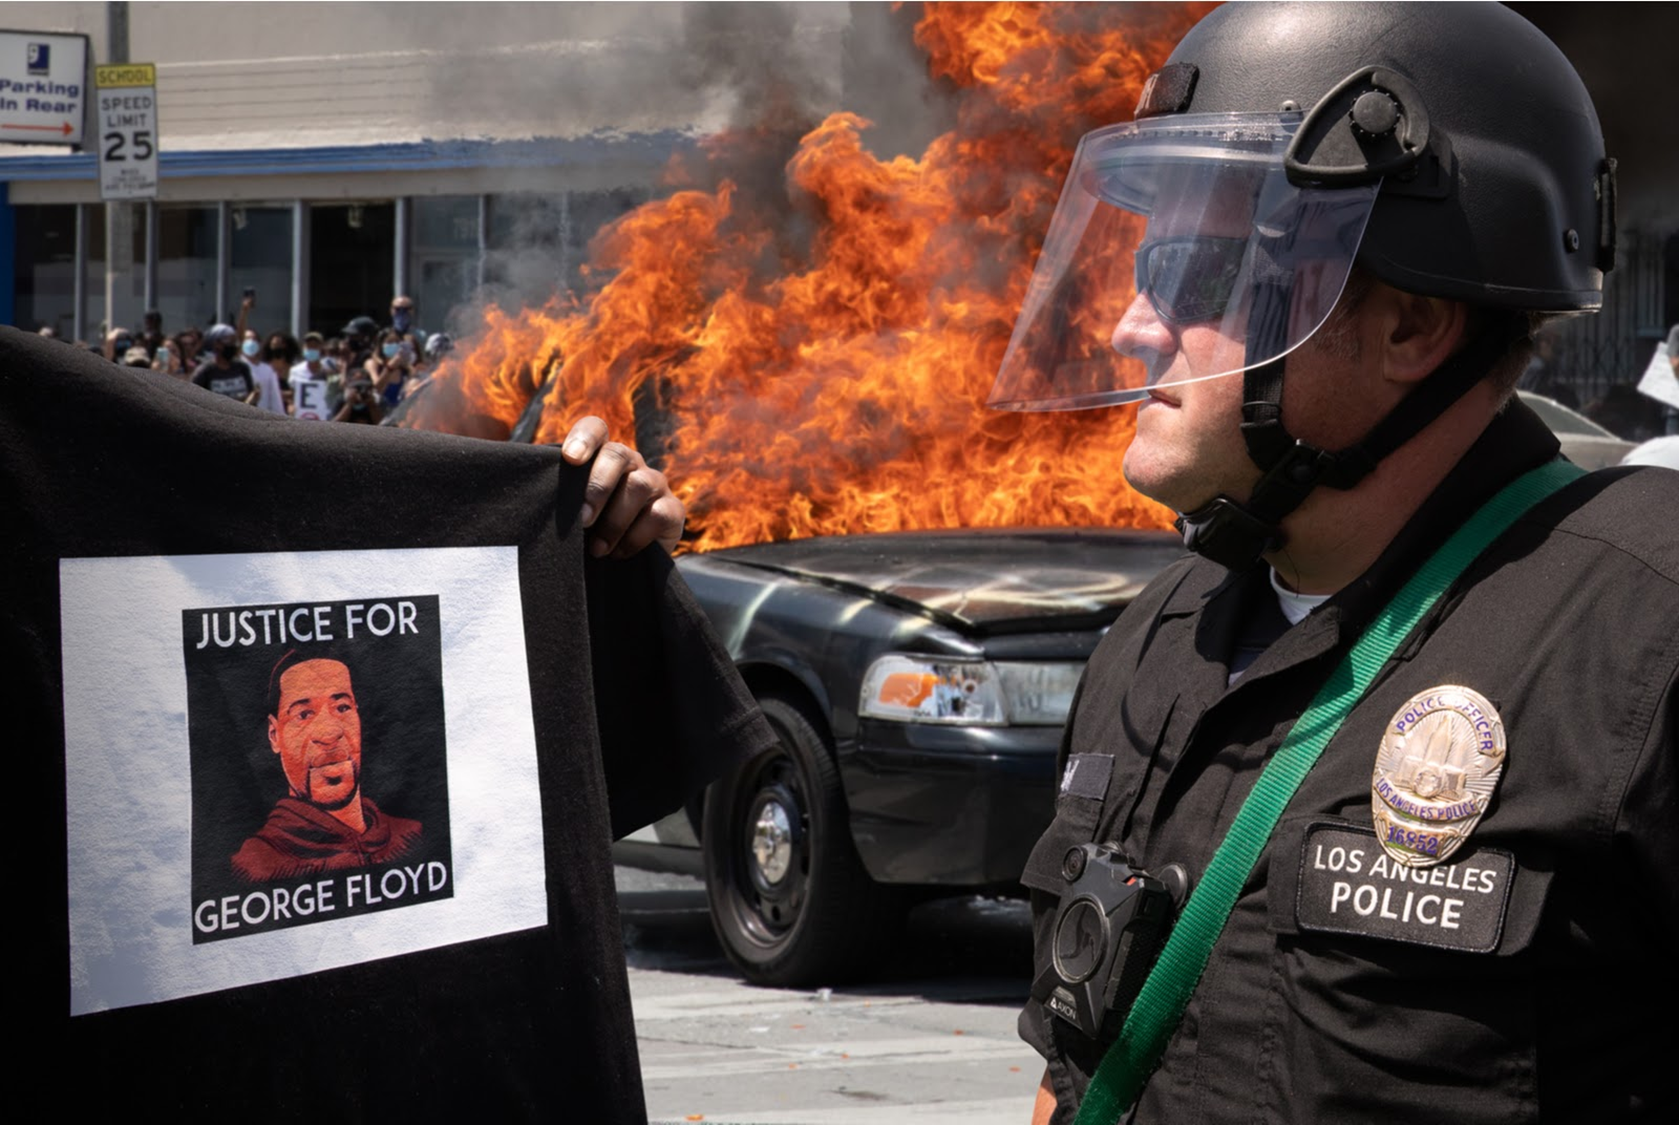 Parking
In Rear
SCHOOL
SPEED
LIMIT
25
E
JUSTICE FOR
GEORGE FLOYD
POLICE OFFICER
LOS ANGELES POLICE
16852
LOS ANGELES
POLICE
AXON